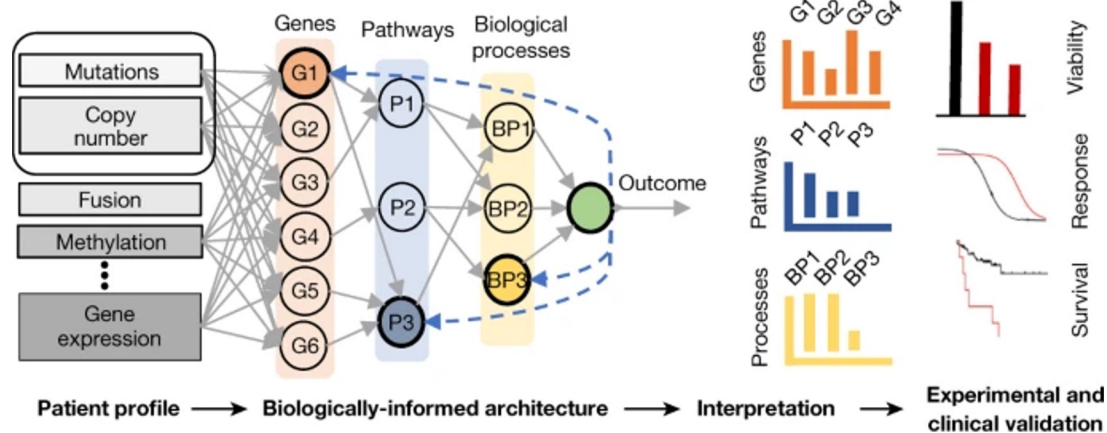 Genes
Pathways
Biological
processes
Mutations
Copy
number
Fusion
Methylation
Gene
expression
G1
G2
G3
G4
G5
G6
P1
P2
P3
BP1
BP2
BP3
Outcome
Genes
G1 G2 G3 G4
Pathways
P1 P2 P3
Processes
BP1 BP2 BP3
Viability
Response
Survival
Patient profile
Biologically-informed architecture
Interpretation
Experimental and
clinical validation